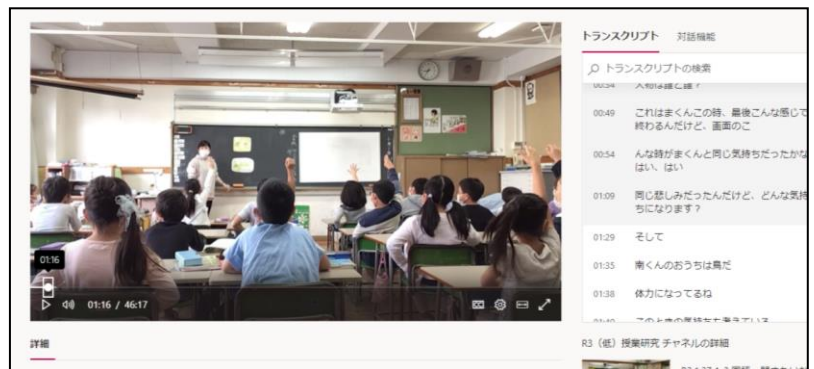 トランスクリプト
対話機能
トランスクリプトの検索
00:49 これはまくんこの時、最後こんな感じで
終わるんだけど、画面のこ
00:54 んな時がまくんと同じ気持ちだったかな
はい、はい
01:09 同じ悲しみだったんだけど、どんな気持
ちになります？
01:29 そして
01:35 南くんのおうちは鳥だ
01:38 体力になってるね
01:16
01:16 / 46:17
詳細
R3（低）授業研究 チャネルの詳細